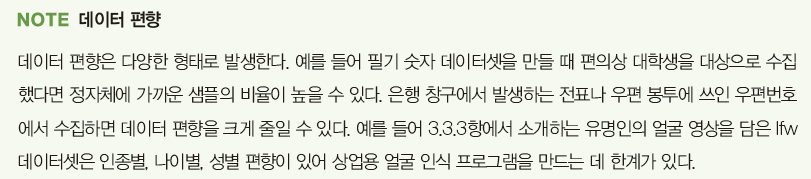 NOTE 데이터 편향
데이터 편향은 다양한 형태로 발생한다. 예를 들어 필기 숫자 데이터셋을 만들 때 편의상 대학생을 대상으로 수집
했다면 정자체에 가까운 샘플의 비율이 높을 수 있다. 은행 창구에서 발생하는 전표나 우편 봉투에 쓰인 우편번호
에서 수집하면 데이터 편향을 크게 줄일 수 있다. 예를 들어 3.3.3항에서 소개하는 유명인의 얼굴 영상을 담은 lfw
데이터셋은 인종별, 나이별, 성별 편향이 있어 상업용 얼굴 인식 프로그램을 만드는 데 한계가 있다.